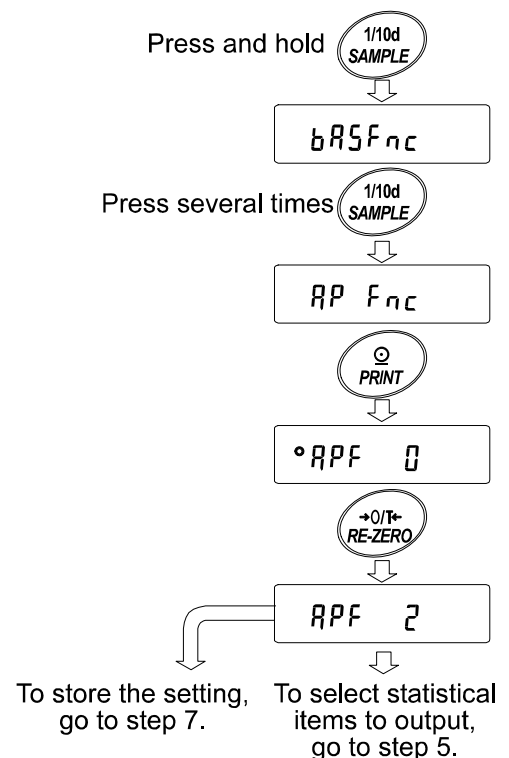 Press and hold
1/10d
SAMPLE
bASFnc
Press several times
1/10d
SAMPLE
AP Fnc
PRINT
°APF 0
→0/T←
RE-ZERO
APF 2
To store the setting,
go to step 7.
To select statistical
items to output,
go to step 5.